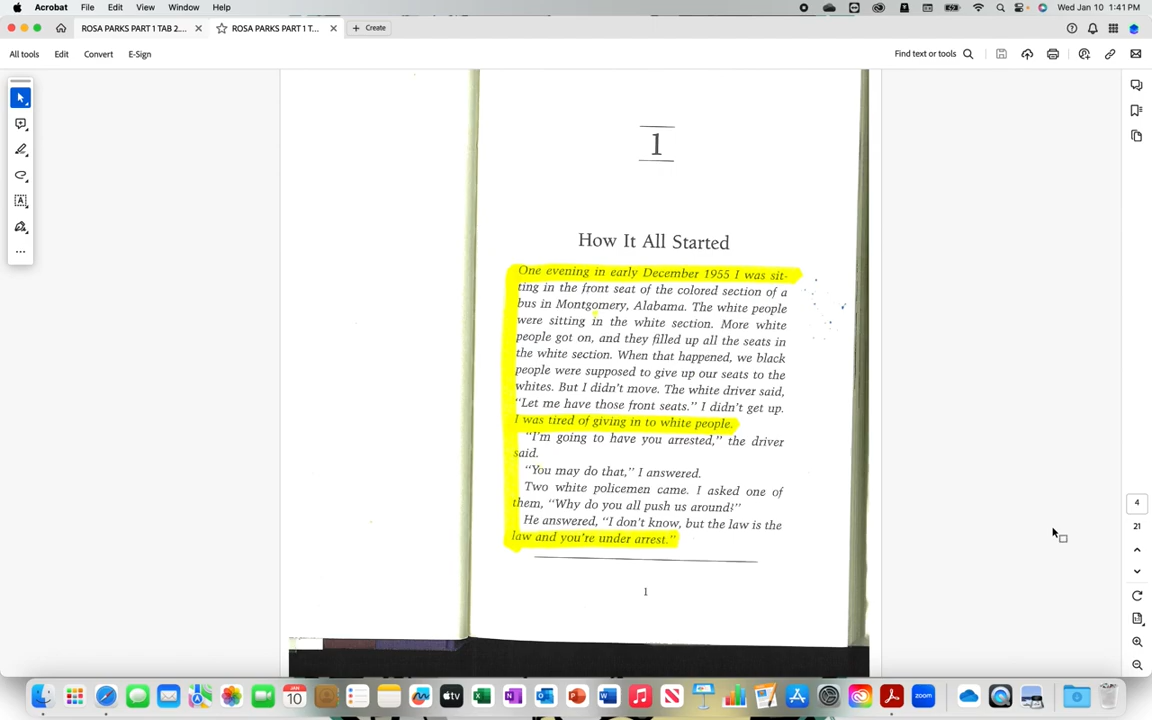 Acrobat File Edit View Window Help Wed Jan 10 1:41 PM
ROSA PARKS PART 1 TAB 2.... ROSA PARKS PART 1 T... Create
All tools Edit Convert E-Sign Find text or tools
1
How It All Started
One evening in early December 1955 I was sit-
ting in the front seat of the colored section of a
bus in Montgomery, Alabama. The white people
were sitting in the white section. More white
people got on, and they filled up all the seats in
the white section. When that happened, we black
people were supposed to give up our seats to the
whites. But I didn't move. The white driver said,
"Let me have those front seats." I didn't get up.
I was tired of giving in to white people.
"I'm going to have you arrested," the driver
said.
"You may do that," I answered.
Two white policemen came. I asked one of
them, "Why do you all push us around?"
He answered, "I don't know, but the law is the
law and you're under arrest."
1
4
21
JAN
10
tv
zoom